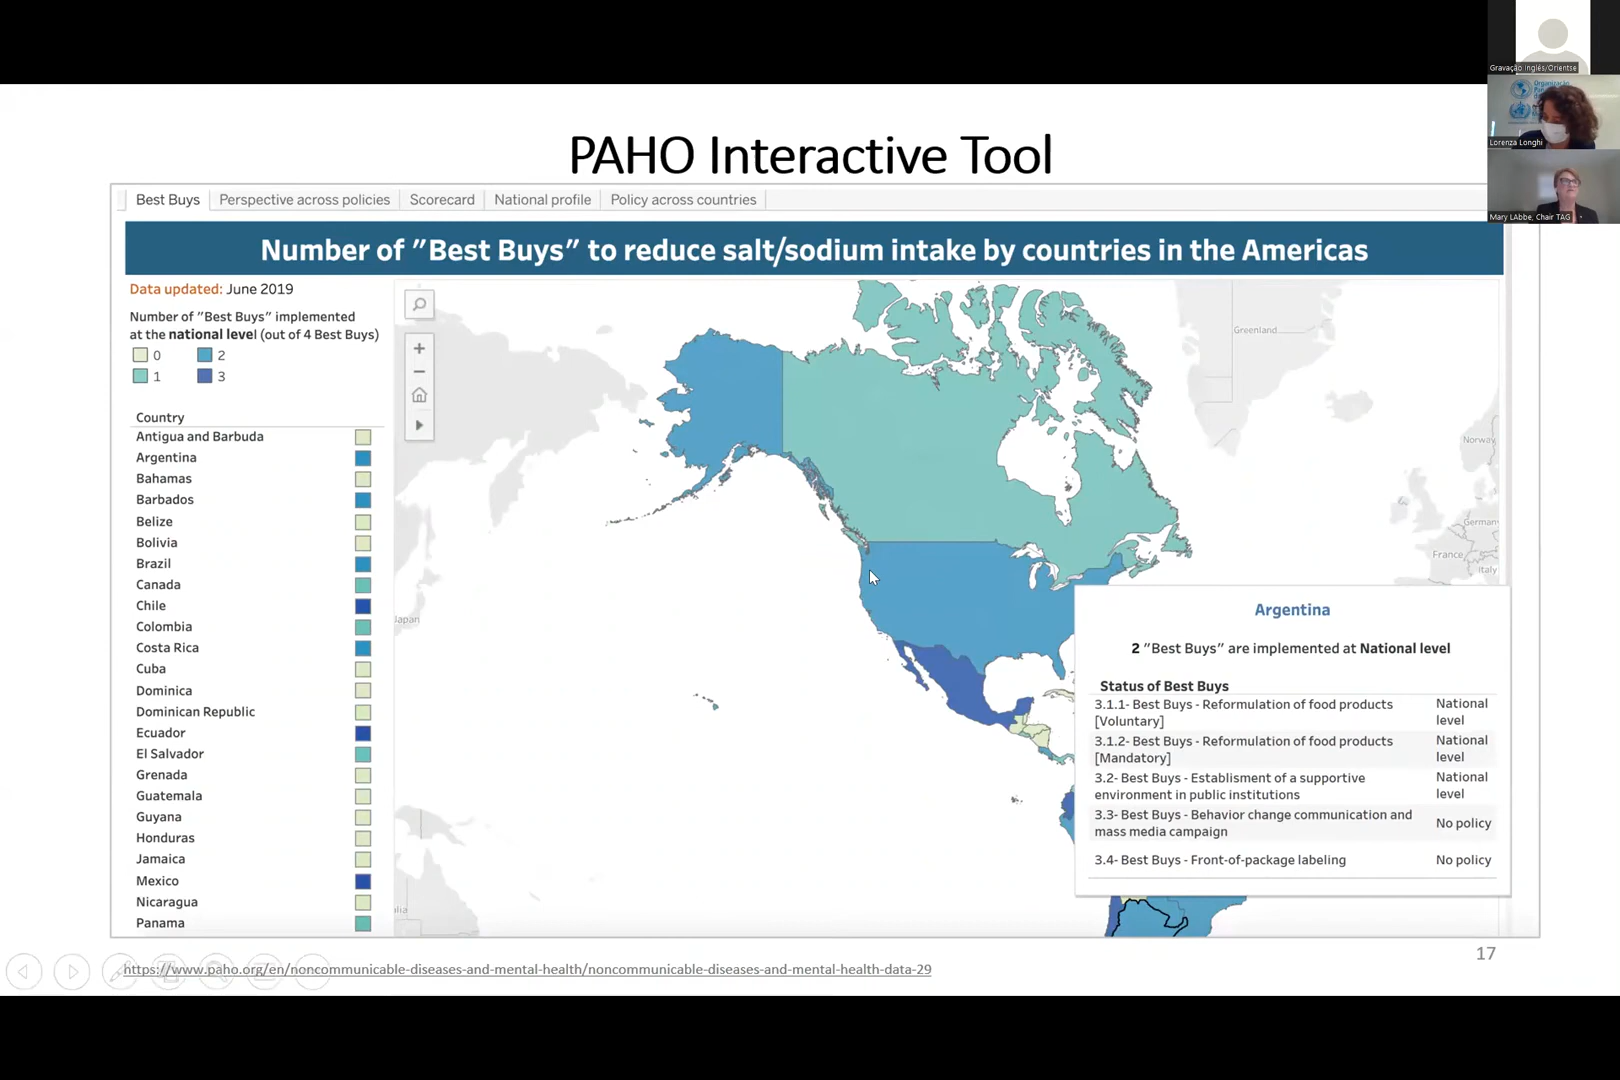 Gravação Inglês/Orientse
Lorenza Longhi
Mary LAbbe, Chair TAG
PAHO Interactive Tool
Best Buys
Perspective across policies
Scorecard
National profile
Policy across countries
Number of ”Best Buys” to reduce salt/sodium intake by countries in the Americas
Data updated: June 2019
Number of ”Best Buys” implemented
at the national level (out of 4 Best Buys)
0
2
1
3
Country
Antigua and Barbuda
Argentina
Bahamas
Barbados
Belize
Bolivia
Brazil
Canada
Chile
Colombia
Costa Rica
Cuba
Dominica
Dominican Republic
Ecuador
El Salvador
Grenada
Guatemala
Guyana
Honduras
Jamaica
Mexico
Nicaragua
Panama
Greenland
Norway
Germany
France
Italy
Japan
alia
Argentina
2 ”Best Buys” are implemented at National level
Status of Best Buys
3.1.1- Best Buys - Reformulation of food products
[Voluntary]
National
level
3.1.2- Best Buys - Reformulation of food products
[Mandatory]
National
level
3.2- Best Buys - Establisment of a supportive
environment in public institutions
National
level
3.3- Best Buys - Behavior change communication and
mass media campaign
No policy
3.4- Best Buys - Front-of-package labeling
No policy
17
https://www.paho.org/en/noncommunicable-diseases-and-mental-health/noncommunicable-diseases-and-mental-health-data-29